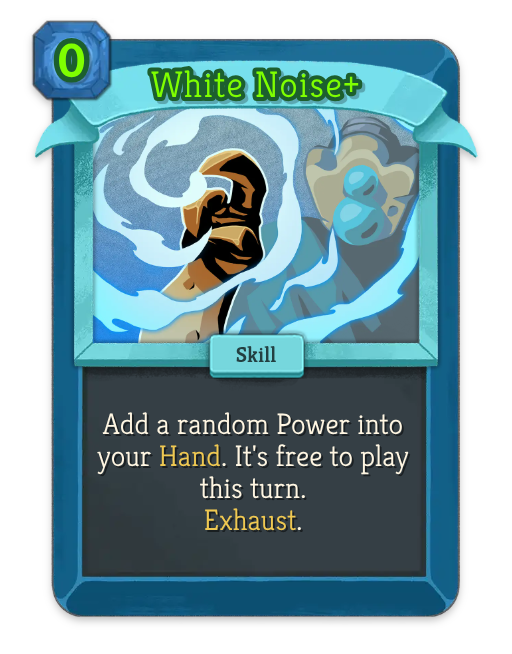 0
White Noise+
Skill
Add a random Power into
your Hand. It's free to play
this turn.
Exhaust.